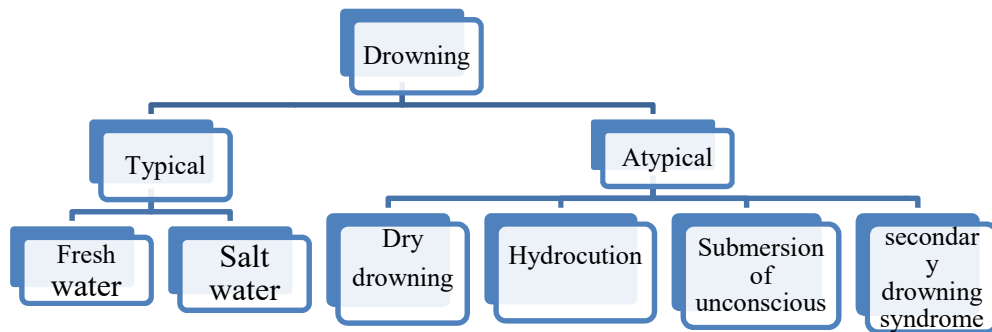 Drowning
Typical
Atypical
Fresh
water
Salt
water
Dry
drowning
Hydrocution
Submersion
of
unconscious
secondar
y
drowning
syndrome